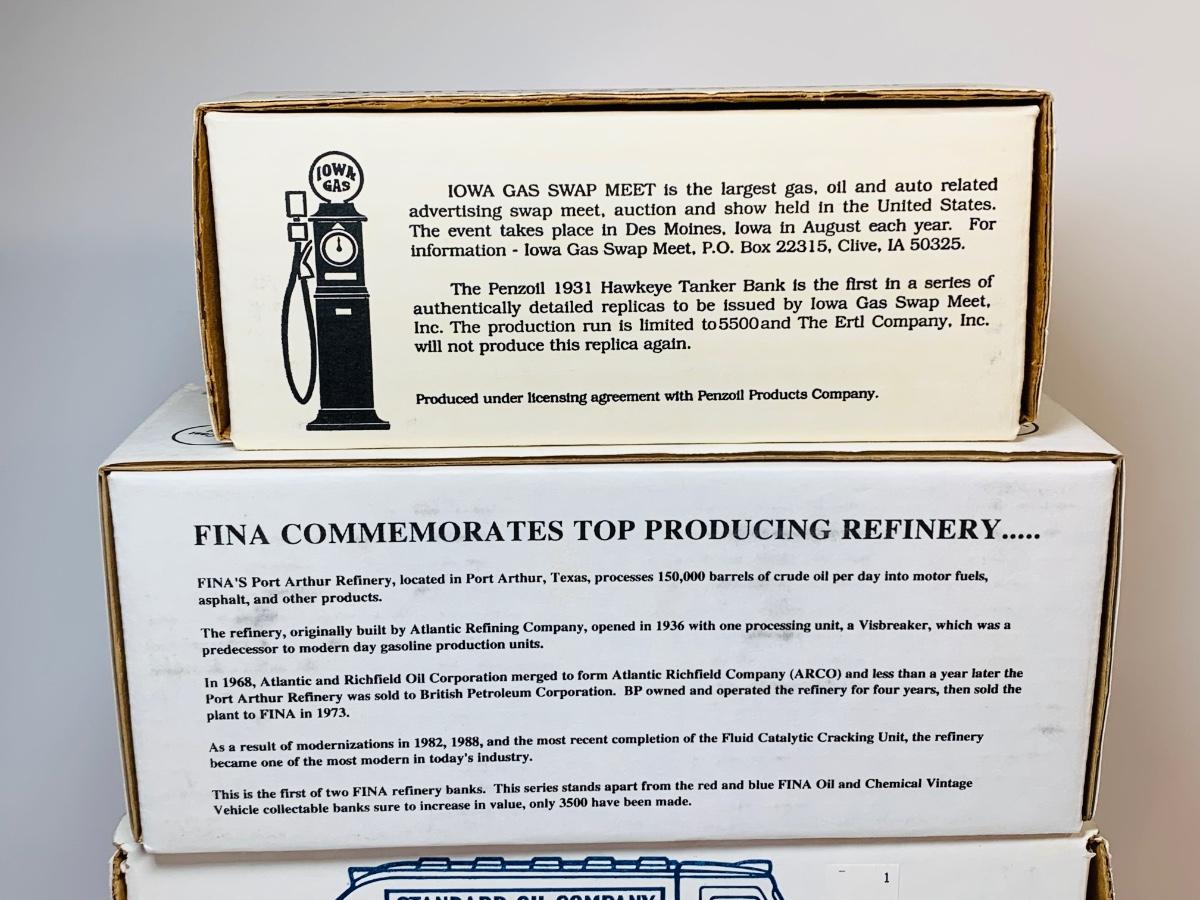 IOWA
GAS
IOWA GAS SWAP MEET is the largest gas, oil and auto related
advertising swap meet, auction and show held in the United States.
The event takes place in Des Moines, Iowa in August each year. For
information - Iowa Gas Swap Meet, P.O. Box 22315, Clive, IA 50325.
The Penzoil 1931 Hawkeye Tanker Bank is the first in a series of
authentically detailed replicas to be issued by Iowa Gas Swap Meet,
Inc. The production run is limited to 5500 and The Ertl Company, Inc.
will not produce this replica again.
Produced under licensing agreement with Penzoil Products Company.
FINA COMMEMORATES TOP PRODUCING REFINERY.....
FINA'S Port Arthur Refinery, located in Port Arthur, Texas, processes 150,000 barrels of crude oil per day into motor fuels,
asphalt, and other products.
The refinery, originally built by Atlantic Refining Company, opened in 1936 with one processing unit, a Visbreaker, which was a
predecessor to modern day gasoline production units.
In 1968, Atlantic and Richfield Oil Corporation merged to form Atlantic Richfield Company (ARCO) and less than a year later the
Port Arthur Refinery was sold to British Petroleum Corporation. BP owned and operated the refinery for four years, then sold the
plant to FINA in 1973.
As a result of modernizations in 1982, 1988, and the most recent completion of the Fluid Catalytic Cracking Unit, the refinery
became one of the most modern in today's industry.
This is the first of two FINA refinery banks. This series stands apart from the red and blue FINA Oil and Chemical Vintage
Vehicle collectable banks sure to increase in value, only 3500 have been made.
1
STANDARD OIL COMPANY